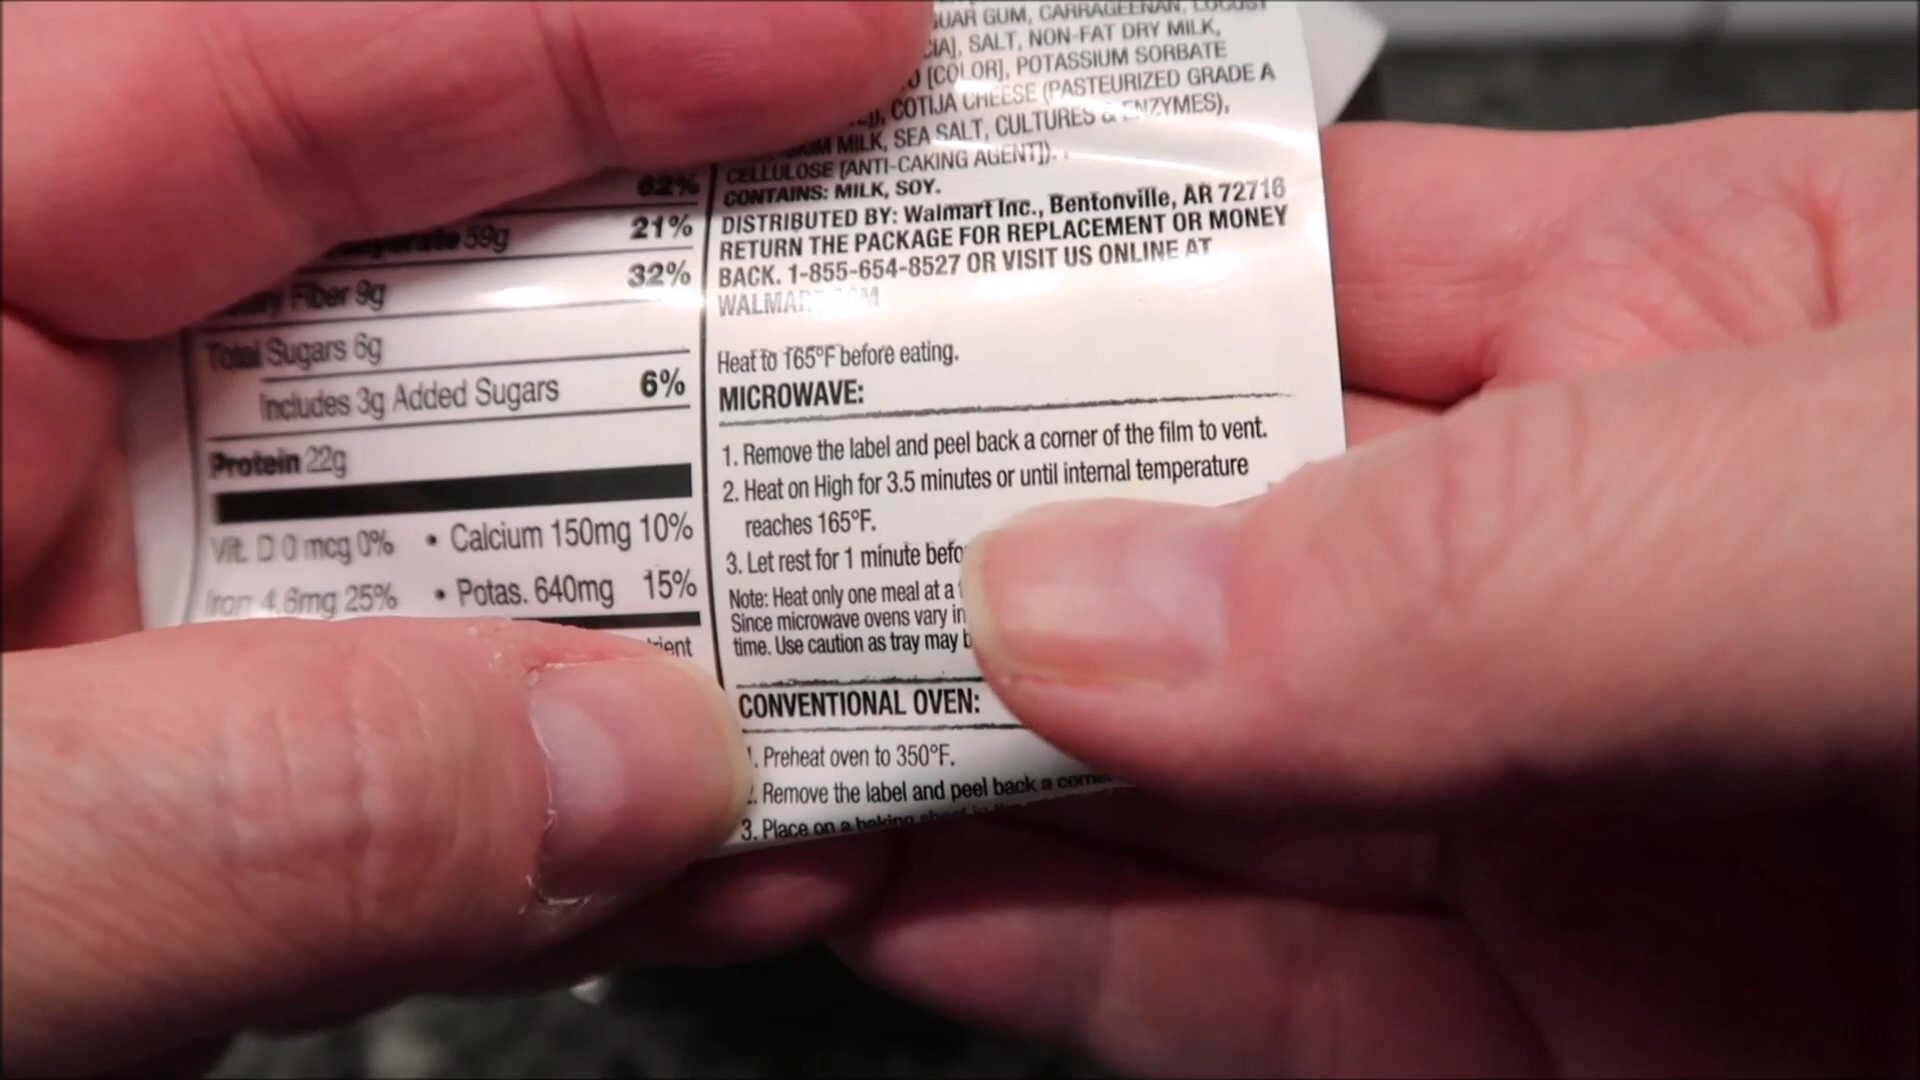 GUAR GUM, CARRAGEENAN, LOCUST
SALT, NON-FAT DRY MILK,
[COLOR], POTASSIUM SORBATE
COTIJA CHEESE (PASTEURIZED GRADE A
MILK, SEA SALT, CULTURES & ENZYMES),
CELLULOSE [ANTI-CAKING AGENT]).
CONTAINS: MILK, SOY.
DISTRIBUTED BY: Walmart Inc., Bentonville, AR 72716
RETURN THE PACKAGE FOR REPLACEMENT OR MONEY
BACK. 1-855-654-8527 OR VISIT US ONLINE AT
62%
59g 21%
Fiber 9g 32%
Total Sugars 6g
Includes 3g Added Sugars 6%
Protein 22g
Vit. D 0 mcg 0% • Calcium 150mg 10%
Iron 4.6mg 25% • Potas. 640mg 15%
Heat to 165°F before eating.
MICROWAVE:
1. Remove the label and peel back a corner of the film to vent.
2. Heat on High for 3.5 minutes or until internal temperature
reaches 165°F.
3. Let rest for 1 minute
Note: Heat only one meal at a
Since microwave ovens vary in
time. Use caution as tray may
CONVENTIONAL OVEN:
. Preheat oven to 350°F.
. Remove the label and peel back a
3. Place on a baking sheet